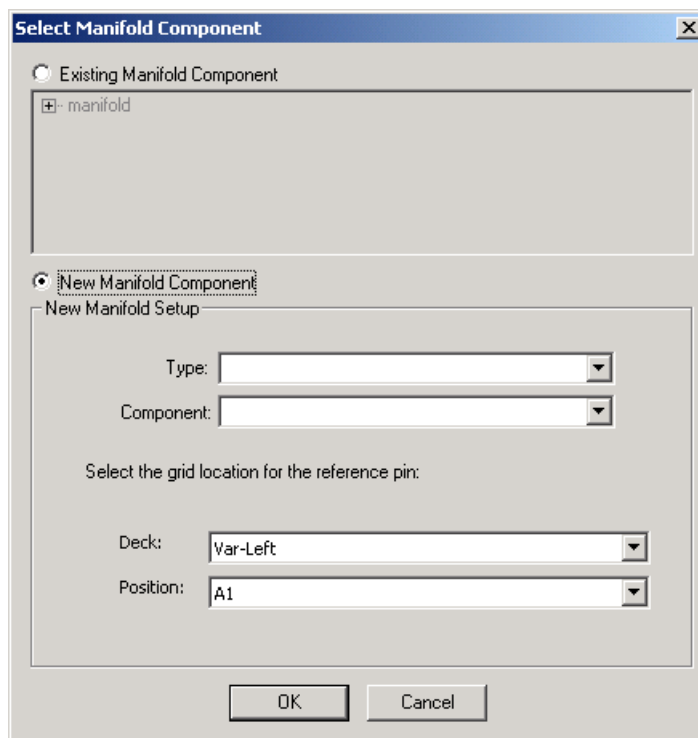 Select Manifold Component
Existing Manifold Component
manifold
New Manifold Component
New Manifold Setup
Type:
Component:
Select the grid location for the reference pin:
Deck: Var-Left
Position: A1
OK Cancel